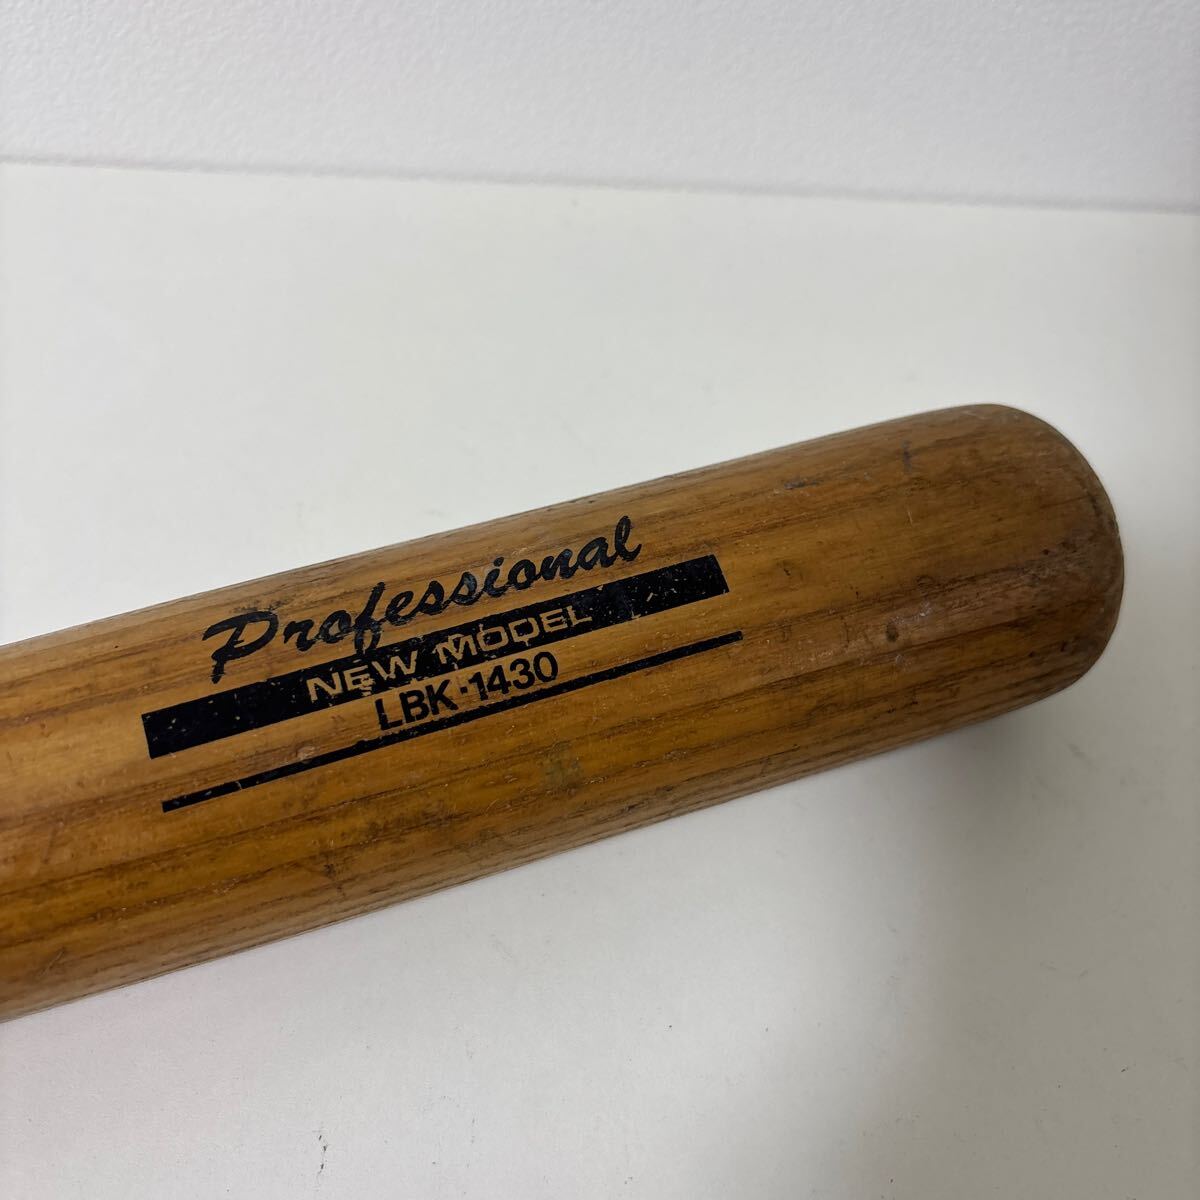 Professional
NEW MODEL
LBK-1430